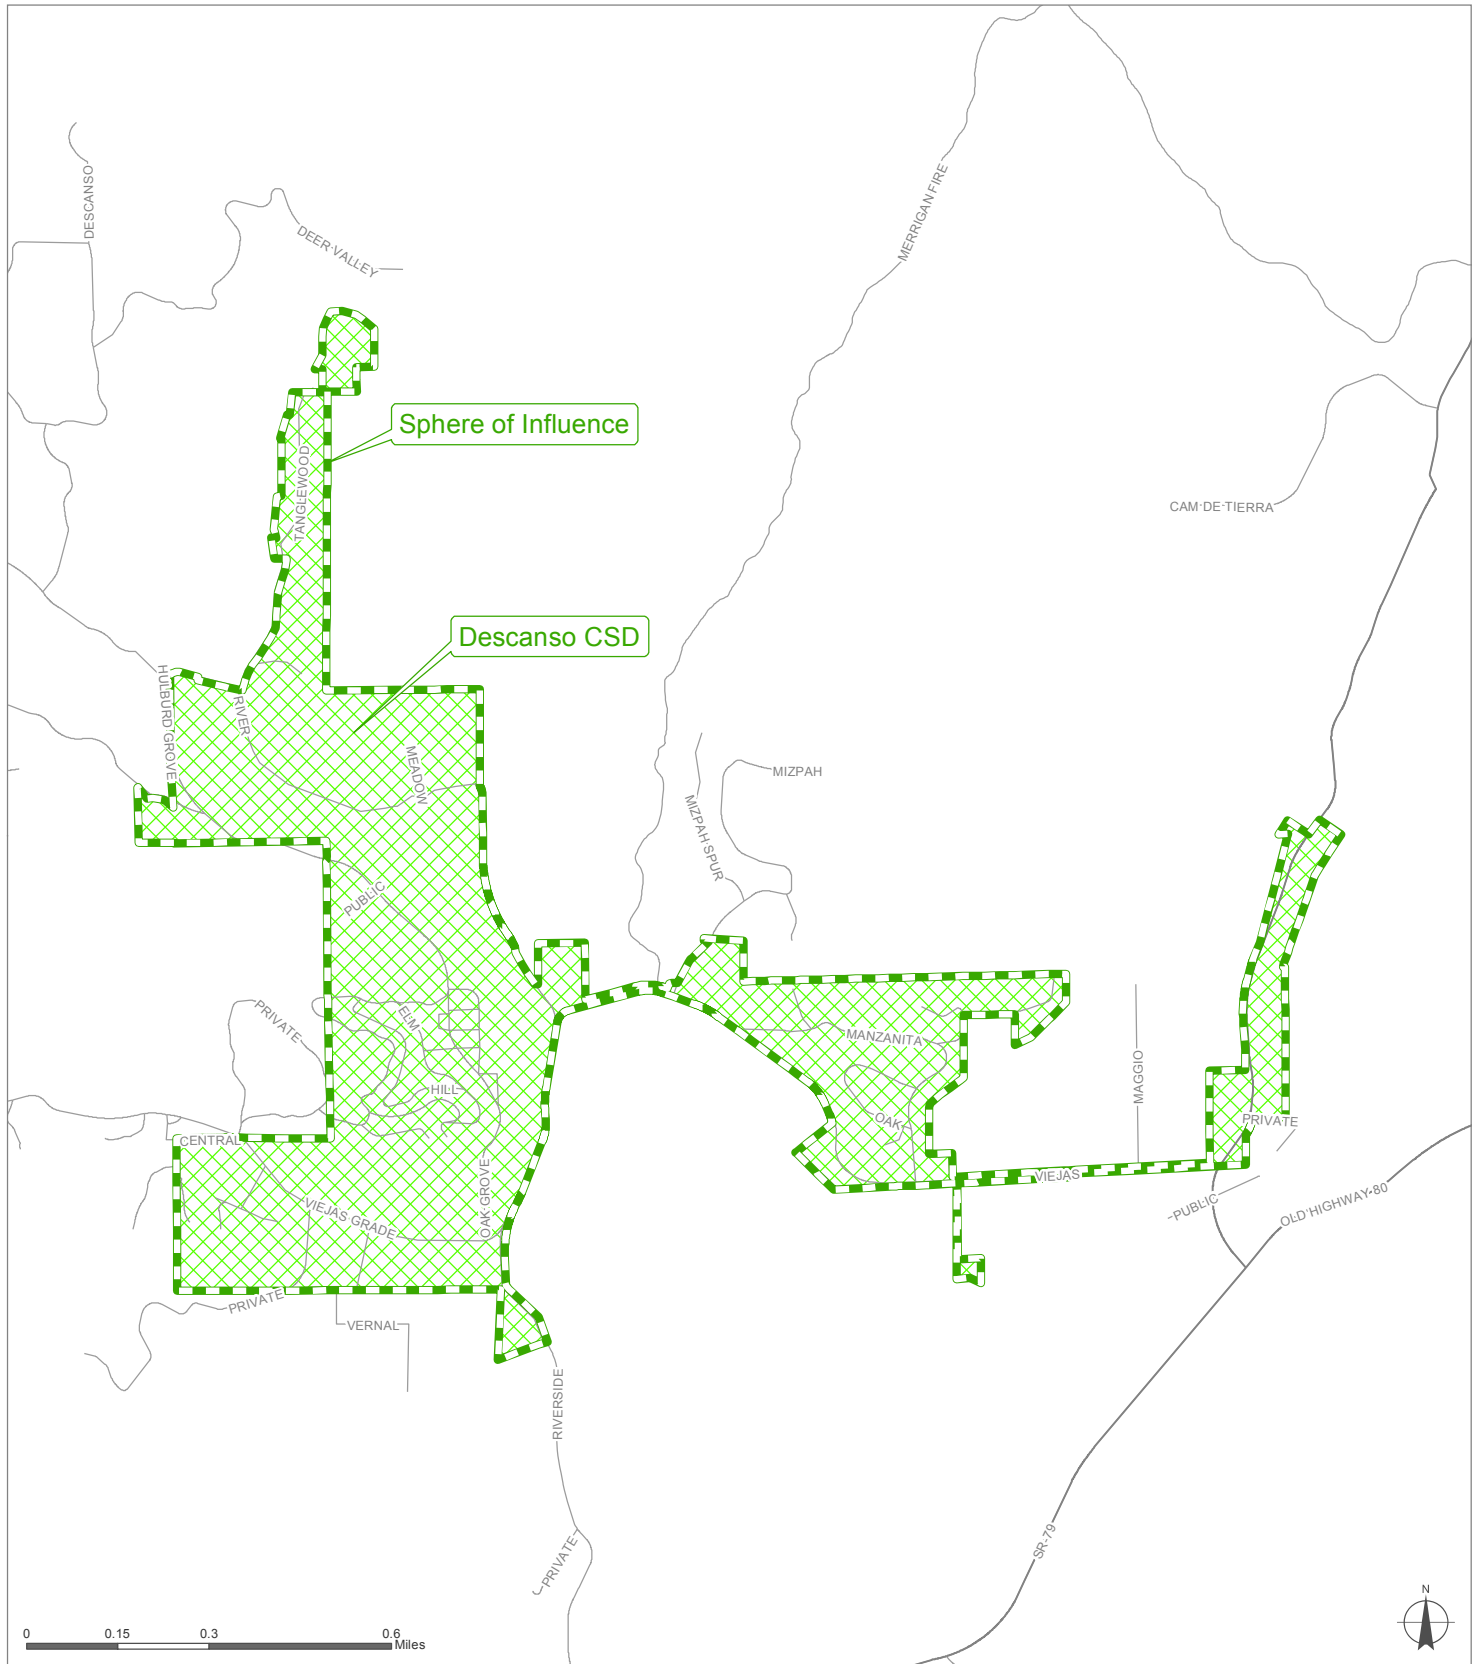 DESCANSO
DEER VALLEY
MERRIGAN FIRE
Sphere of Influence
TANGLEWOOD
CAM DE TIERRA
Descanso CSD
HULBURD GROVE
RIVER
MEADOW
MIZPAH
MIZPAH SPUR
PUBLIC
PRIVATE
ELM
MANZANITA
HILL
MAGGIO
OAK
PRIVATE
CENTRAL
OAK GROVE
VIEJAS
VIEJAS GRADE
PUBLIC
OLD HIGHWAY 80
PRIVATE
VERNAL
RIVERSIDE
SR-79
PRIVATE
N
0 0.15 0.3 0.6
Miles